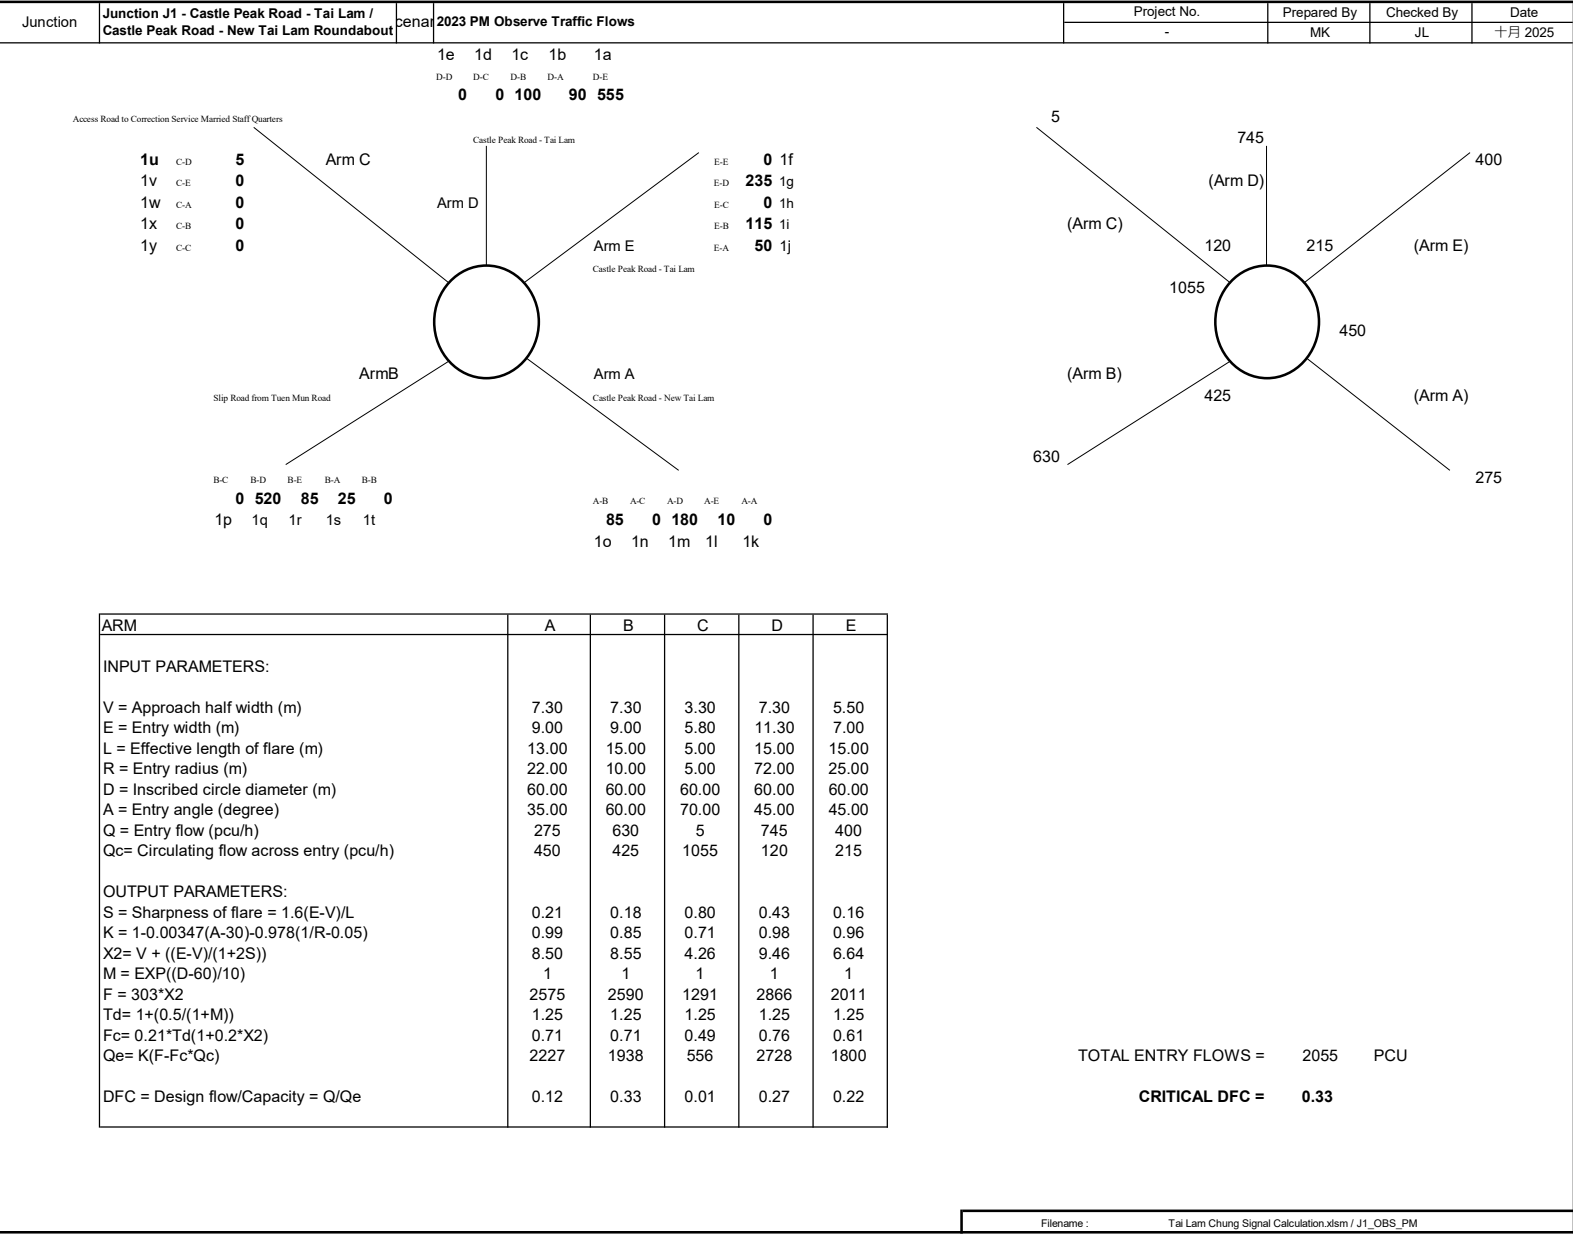 Junction
Junction J1 - Castle Peak Road - Tai Lam /
Castle Peak Road - New Tai Lam Roundabout
cenar
2023 PM Observe Traffic Flows
Project No. Prepared By Checked By Date
- MK JL 十月 2025
1e 1d 1c 1b 1a
D-D D-C D-B D-A D-E
0 0 100 90 555
Access Road to Correction Service Married Staff Quarters
Castle Peak Road - Tai Lam
1u C-D 5
1v C-E 0
1w C-A 0
1x C-B 0
1y C-C 0
Arm C
Arm D
E-E 0 1f
E-D 235 1g
E-C 0 1h
E-B 115 1i
E-A 50 1j
Arm E
Castle Peak Road - Tai Lam
ArmB
Slip Road from Tuen Mun Road
Arm A
Castle Peak Road - New Tai Lam
B-C B-D B-E B-A B-B
0 520 85 25 0
1p 1q 1r 1s 1t
A-B A-C A-D A-E A-A
85 0 180 10 0
1o 1n 1m 1l 1k
5
745
400
(Arm D)
(Arm C)
120
215
(Arm E)
1055
450
(Arm B)
425
(Arm A)
630
275
ARM A B C D E
INPUT PARAMETERS:
V = Approach half width (m) 7.30 7.30 3.30 7.30 5.50
E = Entry width (m) 9.00 9.00 5.80 11.30 7.00
L = Effective length of flare (m) 13.00 15.00 5.00 15.00 15.00
R = Entry radius (m) 22.00 10.00 5.00 72.00 25.00
D = Inscribed circle diameter (m) 60.00 60.00 60.00 60.00 60.00
A = Entry angle (degree) 35.00 60.00 70.00 45.00 45.00
Q = Entry flow (pcu/h) 275 630 5 745 400
Qc= Circulating flow across entry (pcu/h) 450 425 1055 120 215
OUTPUT PARAMETERS:
S = Sharpness of flare = 1.6(E-V)/L 0.21 0.18 0.80 0.43 0.16
K = 1-0.00347(A-30)-0.978(1/R-0.05) 0.99 0.85 0.71 0.98 0.96
X2= V + ((E-V)/(1+2S)) 8.50 8.55 4.26 9.46 6.64
M = EXP((D-60)/10) 1 1 1 1 1
F = 303*X2 2575 2590 1291 2866 2011
Td= 1+(0.5/(1+M)) 1.25 1.25 1.25 1.25 1.25
Fc= 0.21*Td(1+0.2*X2) 0.71 0.71 0.49 0.76 0.61
Qe= K(F-Fc*Qc) 2227 1938 556 2728 1800
TOTAL ENTRY FLOWS = 2055 PCU
DFC = Design flow/Capacity = Q/Qe 0.12 0.33 0.01 0.27 0.22
CRITICAL DFC = 0.33
Filename : Tai Lam Chung Signal Calculation.xlsm / J1_OBS_PM